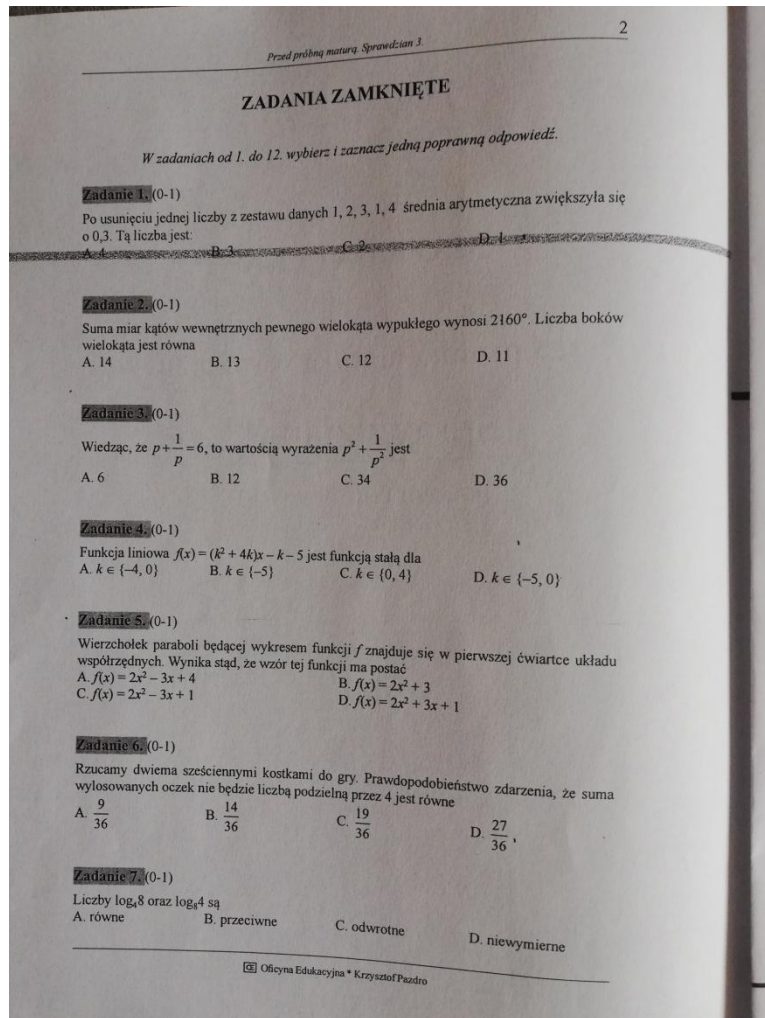 2
Przed próbną maturą. Sprawdzian 3.
ZADANIA ZAMKNIĘTE
W zadaniach od 1. do 12. wybierz i zaznacz jedną poprawną odpowiedź.
Zadanie 1. (0-1)
Po usunięciu jednej liczby z zestawu danych 1, 2, 3, 1, 4 średnia arytmetyczna zwiększyła się
o 0,3. Tą liczba jest:
A. 4 B. 3 C. 2 D. 1
Zadanie 2. (0-1)
Suma miar kątów wewnętrznych pewnego wielokąta wypukłego wynosi 2160°. Liczba boków
wielokąta jest równa
A. 14 B. 13 C. 12 D. 11
Zadanie 3. (0-1)
Wiedząc, że p + 1/p = 6, to wartością wyrażenia p² + 1/p² jest
A. 6 B. 12 C. 34 D. 36
Zadanie 4. (0-1)
Funkcja liniowa f(x) = (k² + 4k)x – k – 5 jest funkcją stałą dla
A. k ∈ {–4, 0} B. k ∈ {–5} C. k ∈ {0, 4} D. k ∈ {–5, 0}
Zadanie 5. (0-1)
Wierzchołek paraboli będącej wykresem funkcji f znajduje się w pierwszej ćwiartce układu
współrzędnych. Wynika stąd, że wzór tej funkcji ma postać
A. f(x) = 2x² – 3x + 4 B. f(x) = 2x² + 3
C. f(x) = 2x² – 3x + 1 D. f(x) = 2x² + 3x + 1
Zadanie 6. (0-1)
Rzucamy dwiema sześciennymi kostkami do gry. Prawdopodobieństwo zdarzenia, że suma
wylosowanych oczek nie będzie liczbą podzielną przez 4 jest równe
A. 9/36 B. 14/36 C. 19/36 D. 27/36
Zadanie 7. (0-1)
Liczby log₄8 oraz log₈4 są
A. równe B. przeciwne C. odwrotne D. niewymierne
OE Oficyna Edukacyjna * Krzysztof Pazdro